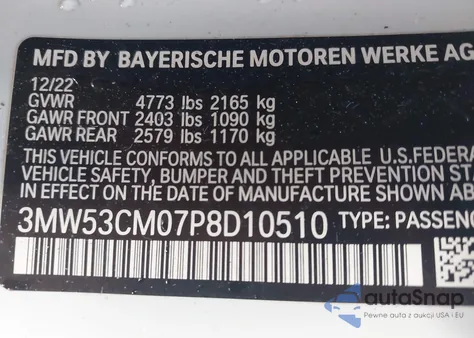 MFD BY BAYERISCHE MOTOREN WERKE AG
12/22
GVWR 4773 lbs 2165 kg
GAWR FRONT 2403 lbs 1090 kg
GAWR REAR 2579 lbs 1170 kg
THIS VEHICLE CONFORMS TO ALL APPLICABLE U.S.FEDERA
VEHICLE SAFETY, BUMPER AND THEFT PREVENTION STA
IN EFFECT ON THE DATE OF MANUFACTURE SHOWN AB
3MW53CM07P8D10510 TYPE: PASSENG
autoSnap
Pewne auta z aukcji USA i EU